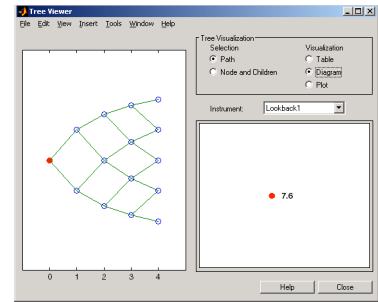 Tree Viewer
File Edit View Insert Tools Window Help
Tree Visualization
Selection
Visualization
Path
Table
Node and Children
Diagram
Plot
Instrument:
Lookback1
7.6
0 1 2 3 4
Help
Close